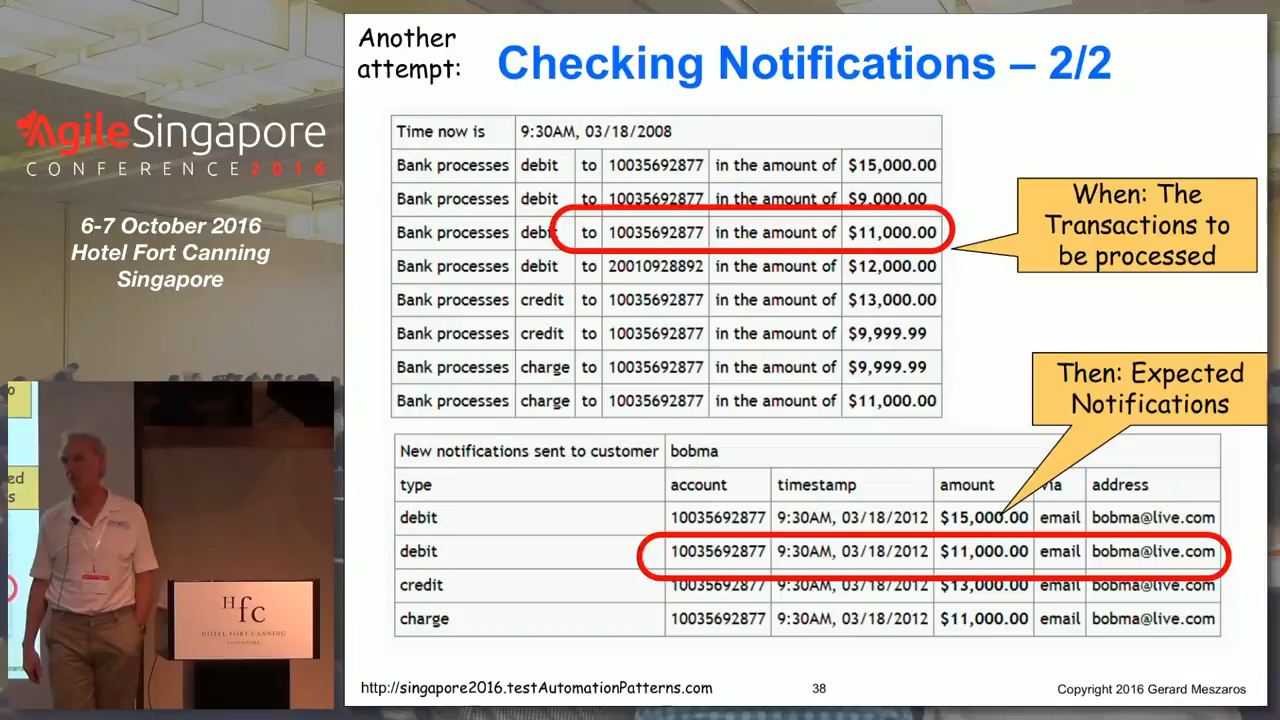 AgileSingapore
CONFERENCE 2016
6-7 October 2016
Hotel Fort Canning
Singapore
Hfc
HOTEL FORT CANNING
SINGAPORE
Another
attempt:
Checking Notifications – 2/2
Time now is 9:30AM, 03/18/2008
Bank processes debit to 10035692877 in the amount of $15,000.00
Bank processes debit to 10035692877 in the amount of $9,000.00
Bank processes debit to 10035692877 in the amount of $11,000.00
Bank processes debit to 20010928892 in the amount of $12,000.00
Bank processes credit to 10035692877 in the amount of $13,000.00
Bank processes credit to 10035692877 in the amount of $9,999.99
Bank processes charge to 10035692877 in the amount of $9,999.99
Bank processes charge to 10035692877 in the amount of $11,000.00
When: The
Transactions to
be processed
Then: Expected
Notifications
New notifications sent to customer bobma
type account timestamp amount via address
debit 10035692877 9:30AM, 03/18/2012 $15,000.00 email bobma@live.com
debit 10035692877 9:30AM, 03/18/2012 $11,000.00 email bobma@live.com
credit 10035692877 9:30AM, 03/18/2012 $13,000.00 email bobma@live.com
charge 10035692877 9:30AM, 03/18/2012 $11,000.00 email bobma@live.com
http://singapore2016.testAutomationPatterns.com
38
Copyright 2016 Gerard Meszaros